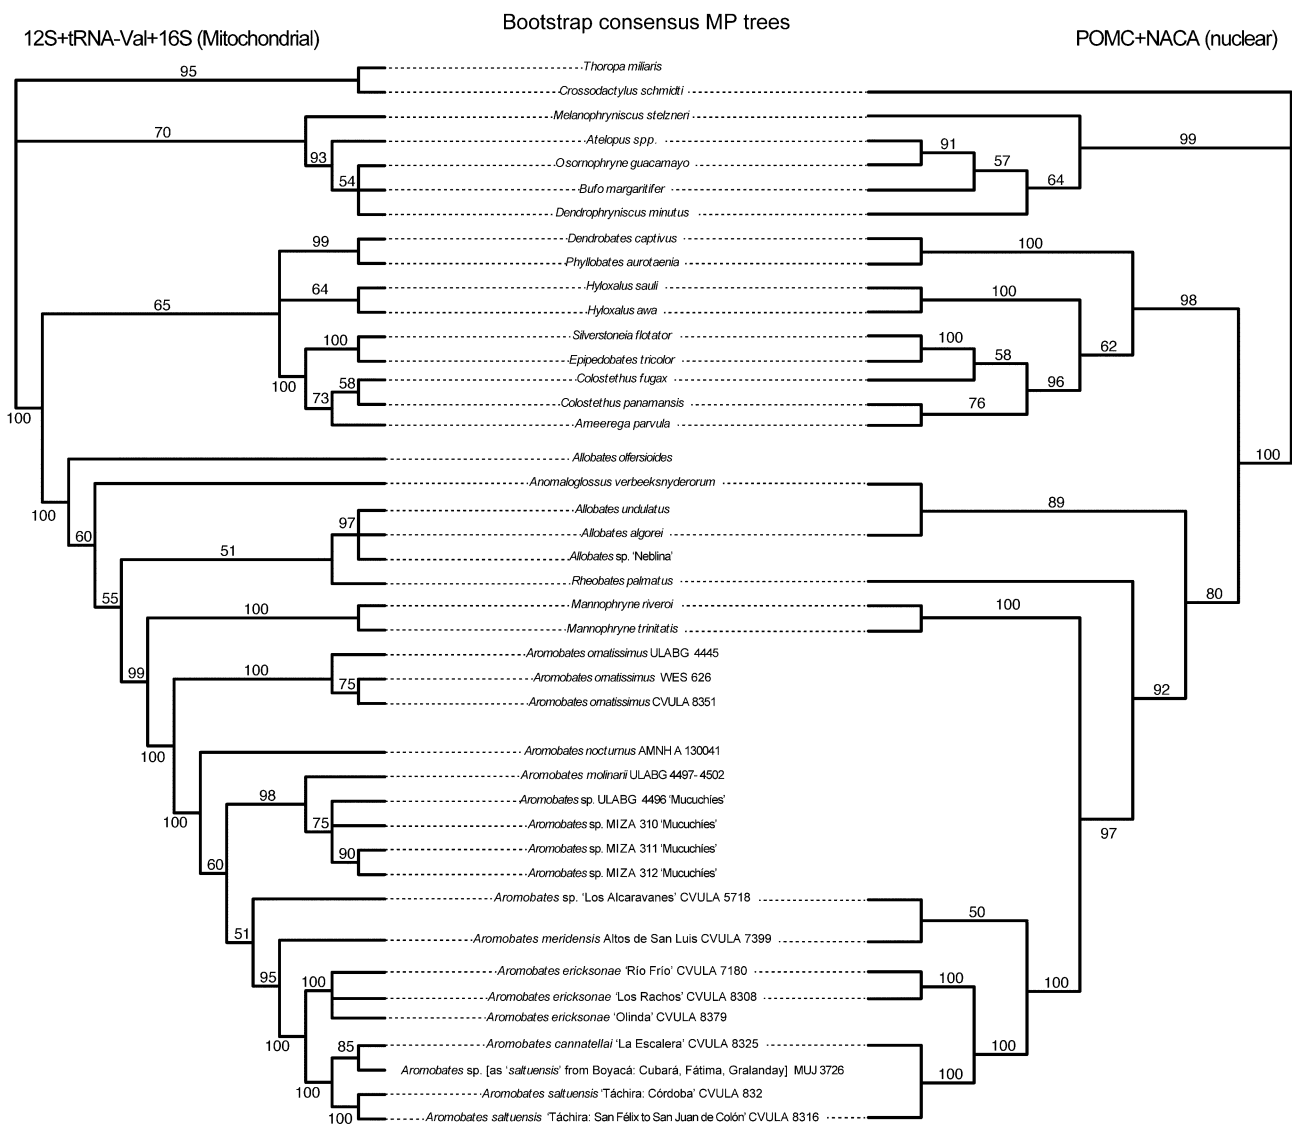 Bootstrap consensus MP trees
12S+tRNA-Val+16S (Mitochondrial)
POMC+NACA (nuclear)
Thoropa miliaris
95
Crossodactylus schmidti
Melanophryniscus stelzneri
70
99
Atelopus spp.
91
93
Osornophryne guacamayo
57
54
64
Bufo margaritifer
Dendrophryniscus minutus
99
Dendrobates captivus
100
Phyllobates aurotaenia
64
Hyloxalus sauli
100
65
98
Hyloxalus awa
100
Silverstoneia flotator
100
62
Epipedobates tricolor
58
100
58
Colostethus fugax
96
73
Colostethus panamansis
76
100
Ameerega parvula
Allobates olfersioides
100
Anomaloglossus verbeeksnyderorum
89
100
Allobates undulatus
97
60
Allobates algorei
51
Allobates sp. ‘Neblina’
Rheobates palmatus
55
80
100
Mannophryne riveroi
100
Mannophryne trinitatis
99
Aromobates ornatissimus ULABG 4445
100
75
Aromobates ornatissimus WES 626
92
Aromobates ornatissimus CVULA 8351
100
Aromobates nocturnus AMNH A 130041
Aromobates molinarii ULABG 4497- 4502
98
Aromobates sp. ULABG 4496 ‘Mucuchíes’
100
75
Aromobates sp. MIZA 310 ‘Mucuchíes’
97
90
Aromobates sp. MIZA 311 ‘Mucuchíes’
60
Aromobates sp. MIZA 312 ‘Mucuchíes’
Aromobates sp. ‘Los Alcaravanes’ CVULA 5718
50
51
Aromobates meridensis Altos de San Luis CVULA 7399
95
100
Aromobates ericksonae ‘Río Frío’ CVULA 7180
100
100
Aromobates ericksonae ‘Los Rachos’ CVULA 8308
Aromobates ericksonae ‘Olinda’ CVULA 8379
100
85
Aromobates cannatellai ‘La Escalera’ CVULA 8325
100
Aromobates sp. [as ‘saltuensis’ from Boyacá: Cubará, Fátima, Gralanday] MUJ 3726
100
100
Aromobates saltuensis ‘Táchira: Córdoba’ CVULA 832
100
Aromobates saltuensis ‘Táchira: San Félix to San Juan de Colón’ CVULA 8316